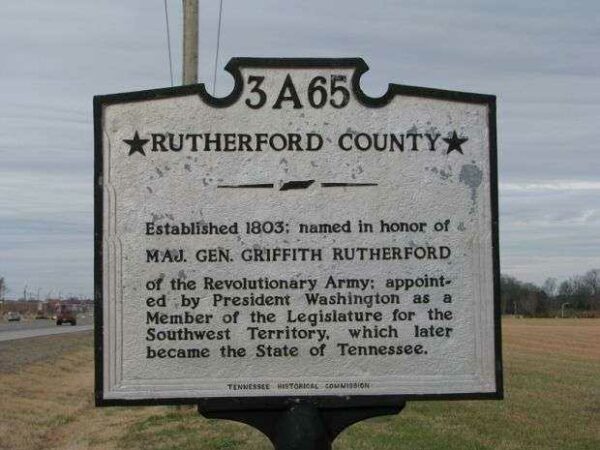 3A65
★RUTHERFORD COUNTY★
Established 1803; named in honor of
MAJ. GEN. GRIFFITH RUTHERFORD
of the Revolutionary Army; appoint-
ed by President Washington as a
Member of the Legislature for the
Southwest Territory, which later
became the State of Tennessee.
TENNESSEE HISTORICAL COMMISSION